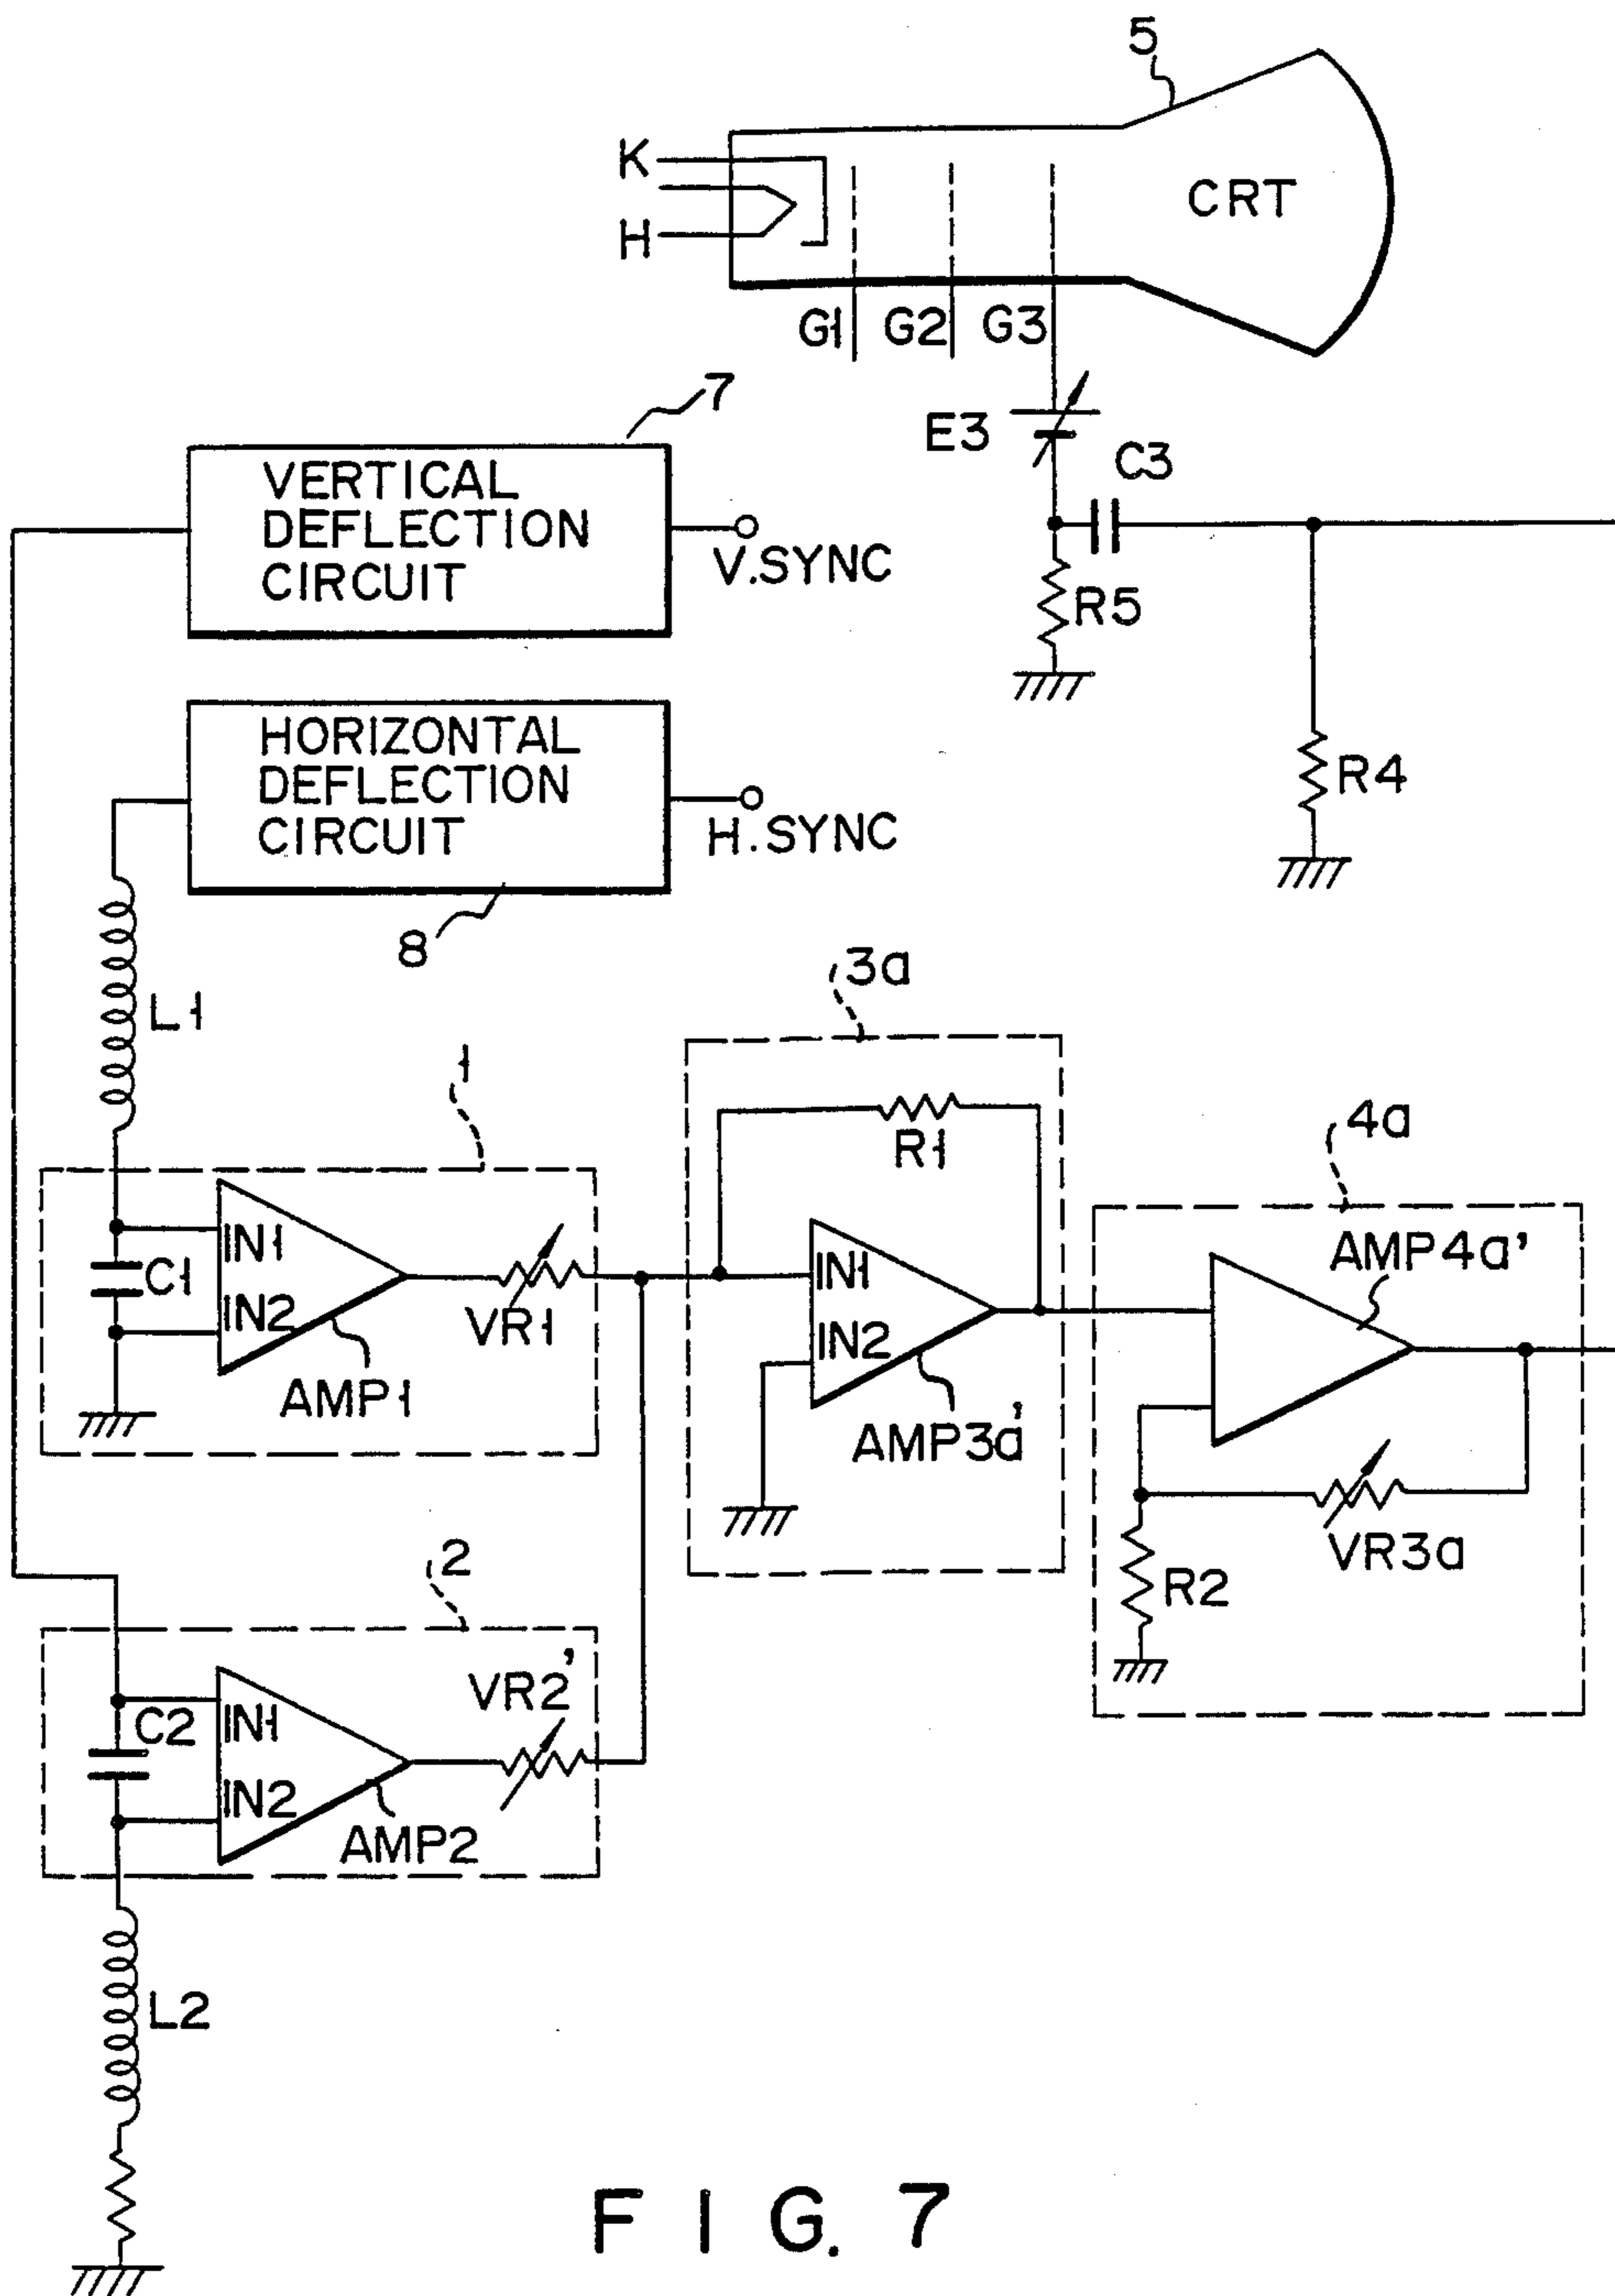 5
K
H
CRT
G1
G2
G3
E3
C3
7
VERTICAL
DEFLECTION
CIRCUIT
V.SYNC
R5
HORIZONTAL
DEFLECTION
CIRCUIT
H.SYNC
R4
8
L1
3a
1
R1
4a
IN1
C1
IN2
VR1
AMP1
IN1
IN2
AMP3a'
AMP4a'
VR3a
R2
2
VR2'
C2
IN1
IN2
AMP2
L2
FIG. 7